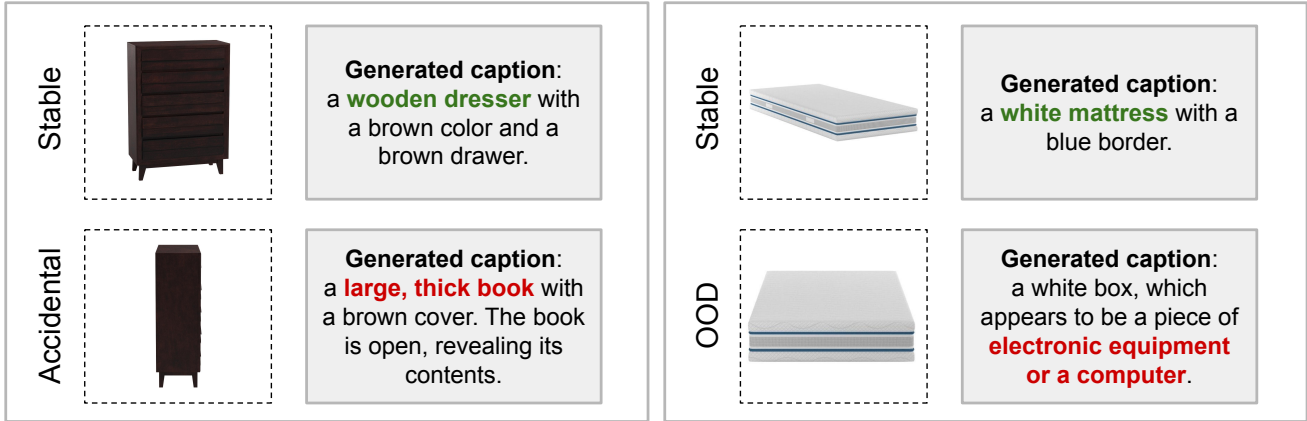 Stable
Generated caption:
a wooden dresser with
a brown color and a
brown drawer.
Accidental
Generated caption:
a large, thick book with
a brown cover. The book
is open, revealing its
contents.
Stable
Generated caption:
a white mattress with a
blue border.
OOD
Generated caption:
a white box, which
appears to be a piece of
electronic equipment
or a computer.